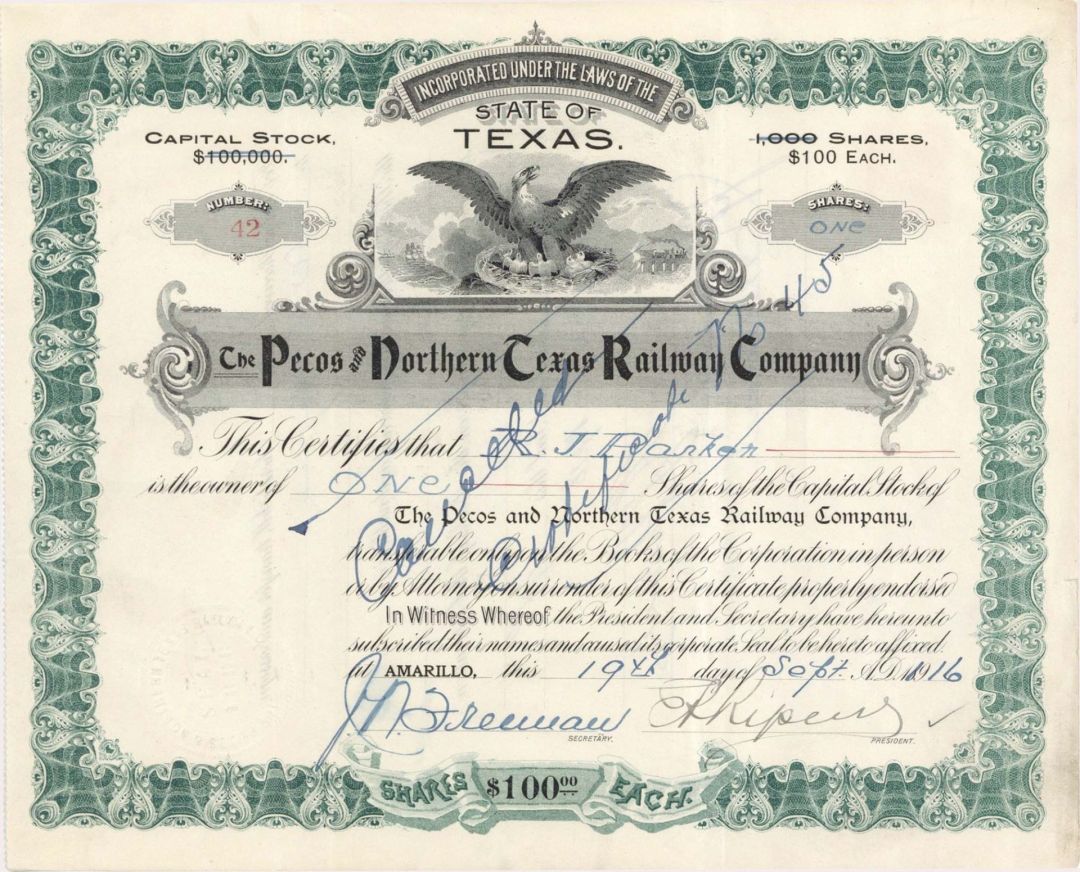 INCORPORATED UNDER THE LAWS OF THE
STATE OF
TEXAS.
CAPITAL STOCK,
$100,000.
1,000 SHARES,
$100 EACH.
NUMBER:
42
SHARES:
ONE
The Pecos and Northern Texas Railway Company
This Certifies that R. J Parker
is the owner of ONE Shares of the Capital Stock of
The Pecos and Northern Texas Railway Company,
transferable only on the Books of the Corporation in person
or by Attorney on surrender of this Certificate properly endorsed
In Witness Whereof the President and Secretary have hereunto
subscribed their names and caused its corporate Seal to be hereto affixed.
at AMARILLO, this 19th day of Sept. A.D. 1916
Freeman
SECRETARY.
PRESIDENT.
SHARES $100.00 EACH.
Cancelled
Certificate No 45